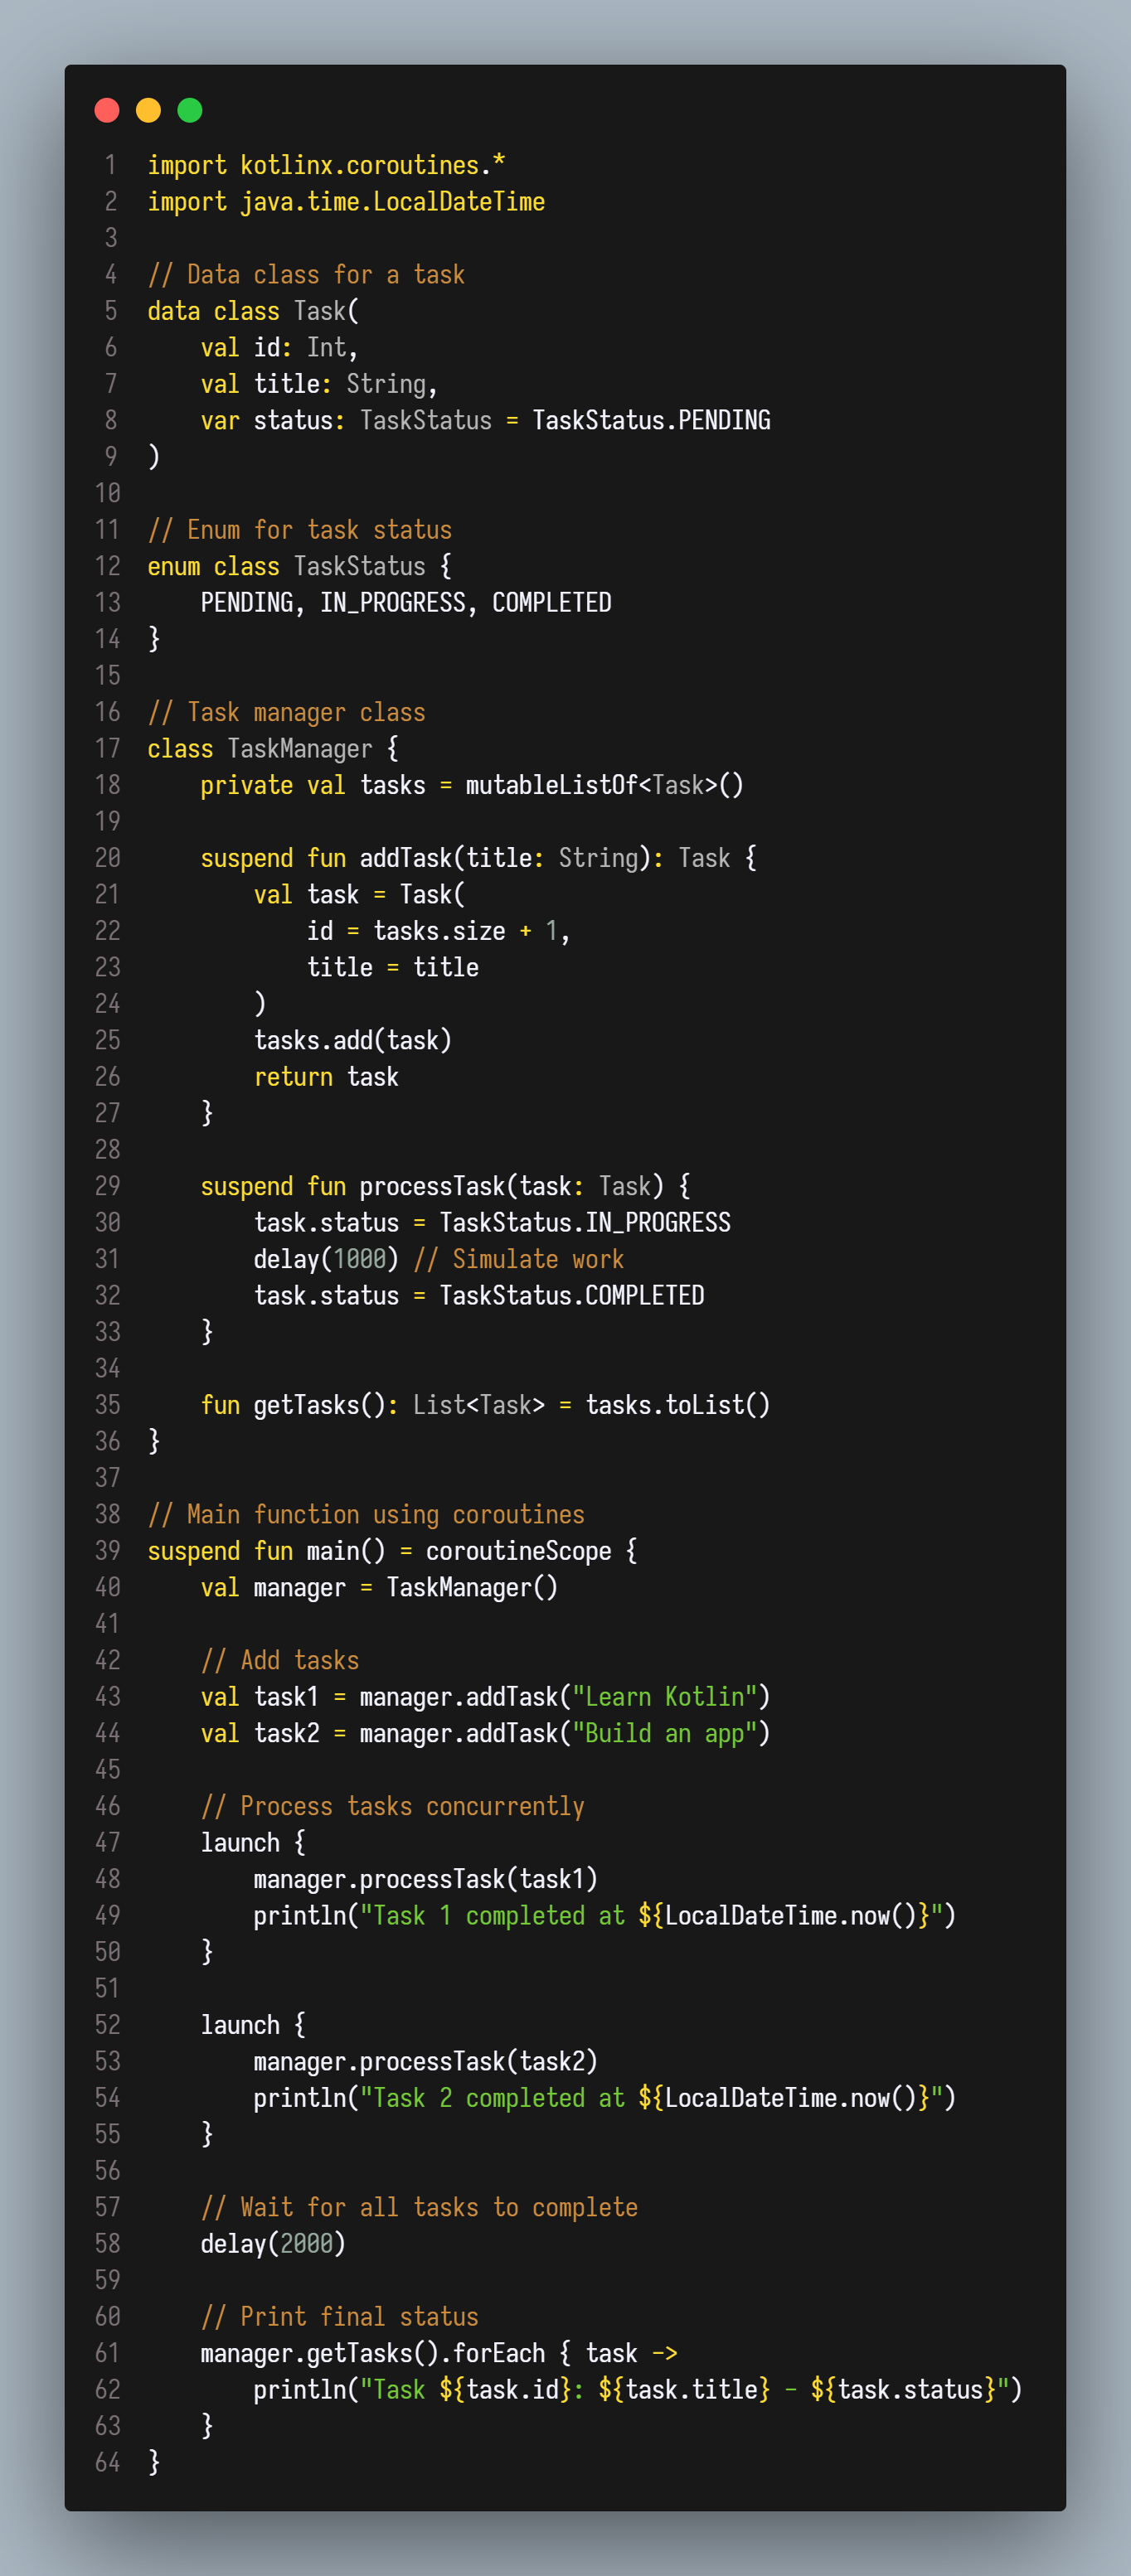 1 import kotlinx.coroutines.*
2 import java.time.LocalDateTime
3
4 // Data class for a task
5 data class Task(
6     val id: Int,
7     val title: String,
8     var status: TaskStatus = TaskStatus.PENDING
9 )
10
11 // Enum for task status
12 enum class TaskStatus {
13     PENDING, IN_PROGRESS, COMPLETED
14 }
15
16 // Task manager class
17 class TaskManager {
18     private val tasks = mutableListOf<Task>()
19
20     suspend fun addTask(title: String): Task {
21         val task = Task(
22             id = tasks.size + 1,
23             title = title
24         )
25         tasks.add(task)
26         return task
27     }
28
29     suspend fun processTask(task: Task) {
30         task.status = TaskStatus.IN_PROGRESS
31         delay(1000) // Simulate work
32         task.status = TaskStatus.COMPLETED
33     }
34
35     fun getTasks(): List<Task> = tasks.toList()
36 }
37
38 // Main function using coroutines
39 suspend fun main() = coroutineScope {
40     val manager = TaskManager()
41
42     // Add tasks
43     val task1 = manager.addTask("Learn Kotlin")
44     val task2 = manager.addTask("Build an app")
45
46     // Process tasks concurrently
47     launch {
48         manager.processTask(task1)
49         println("Task 1 completed at ${LocalDateTime.now()}")
50     }
51
52     launch {
53         manager.processTask(task2)
54         println("Task 2 completed at ${LocalDateTime.now()}")
55     }
56
57     // Wait for all tasks to complete
58     delay(2000)
59
60     // Print final status
61     manager.getTasks().forEach { task ->
62         println("Task ${task.id}: ${task.title} - ${task.status}")
63     }
64 }